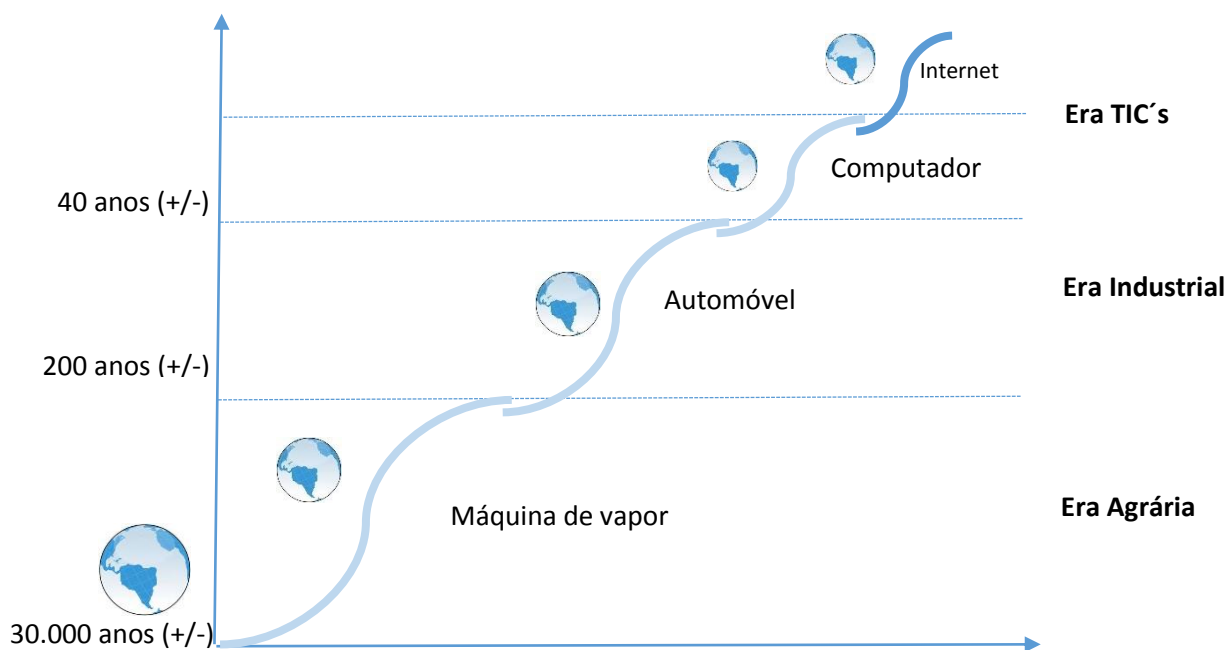 Internet
Era TIC´s
Computador
40 anos (+/-)
Automóvel
Era Industrial
200 anos (+/-)
Máquina de vapor
Era Agrária
30.000 anos (+/-)